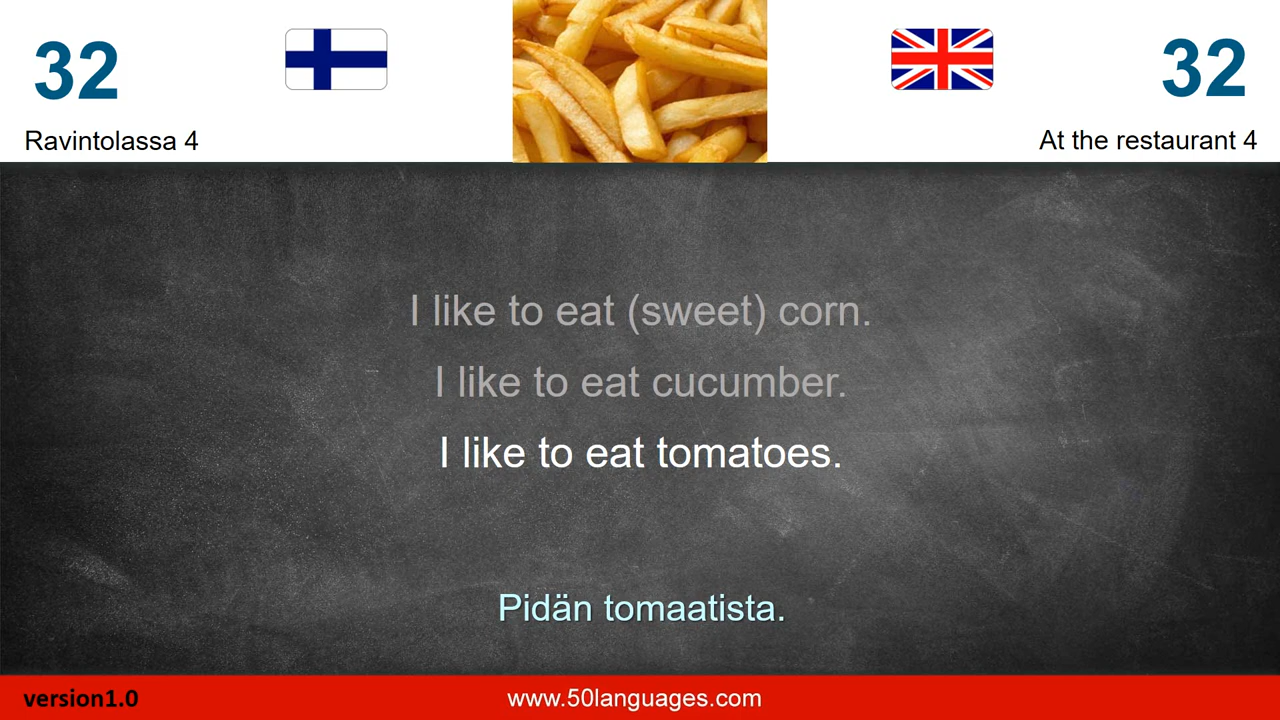 32
32
Ravintolassa 4
At the restaurant 4
I like to eat (sweet) corn.
I like to eat cucumber.
I like to eat tomatoes.
Pidän tomaatista.
version1.0
www.50languages.com